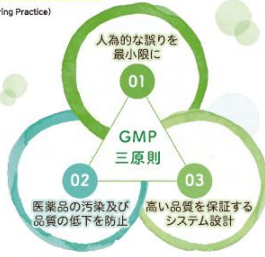 ring Practice)
人為的な誤りを
最小限に
01
GMP
三原則
02
医薬品の汚染及び
品質の低下を防止
03
高い品質を保証する
システム設計